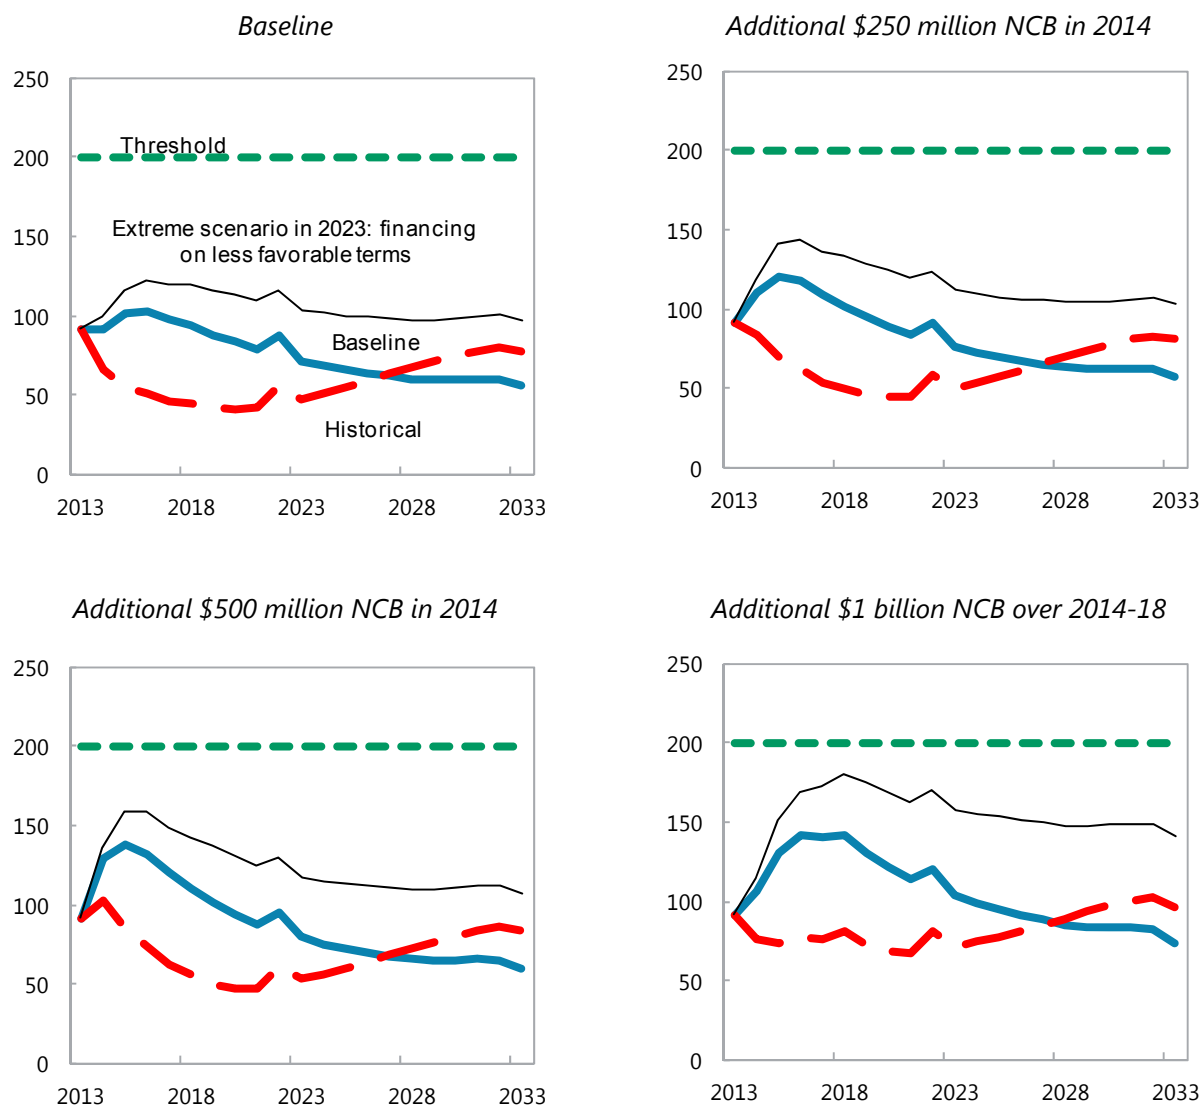 Baseline
250
200
150
100
50
0
Threshold
Extreme scenario in 2023: financing
on less favorable terms
Baseline
Historical
2013 2018 2023 2028 2033
Additional $250 million NCB in 2014
250
200
150
100
50
0
2013 2018 2023 2028 2033
Additional $500 million NCB in 2014
250
200
150
100
50
0
2013 2018 2023 2028 2033
Additional $1 billion NCB over 2014-18
250
200
150
100
50
0
2013 2018 2023 2028 2033